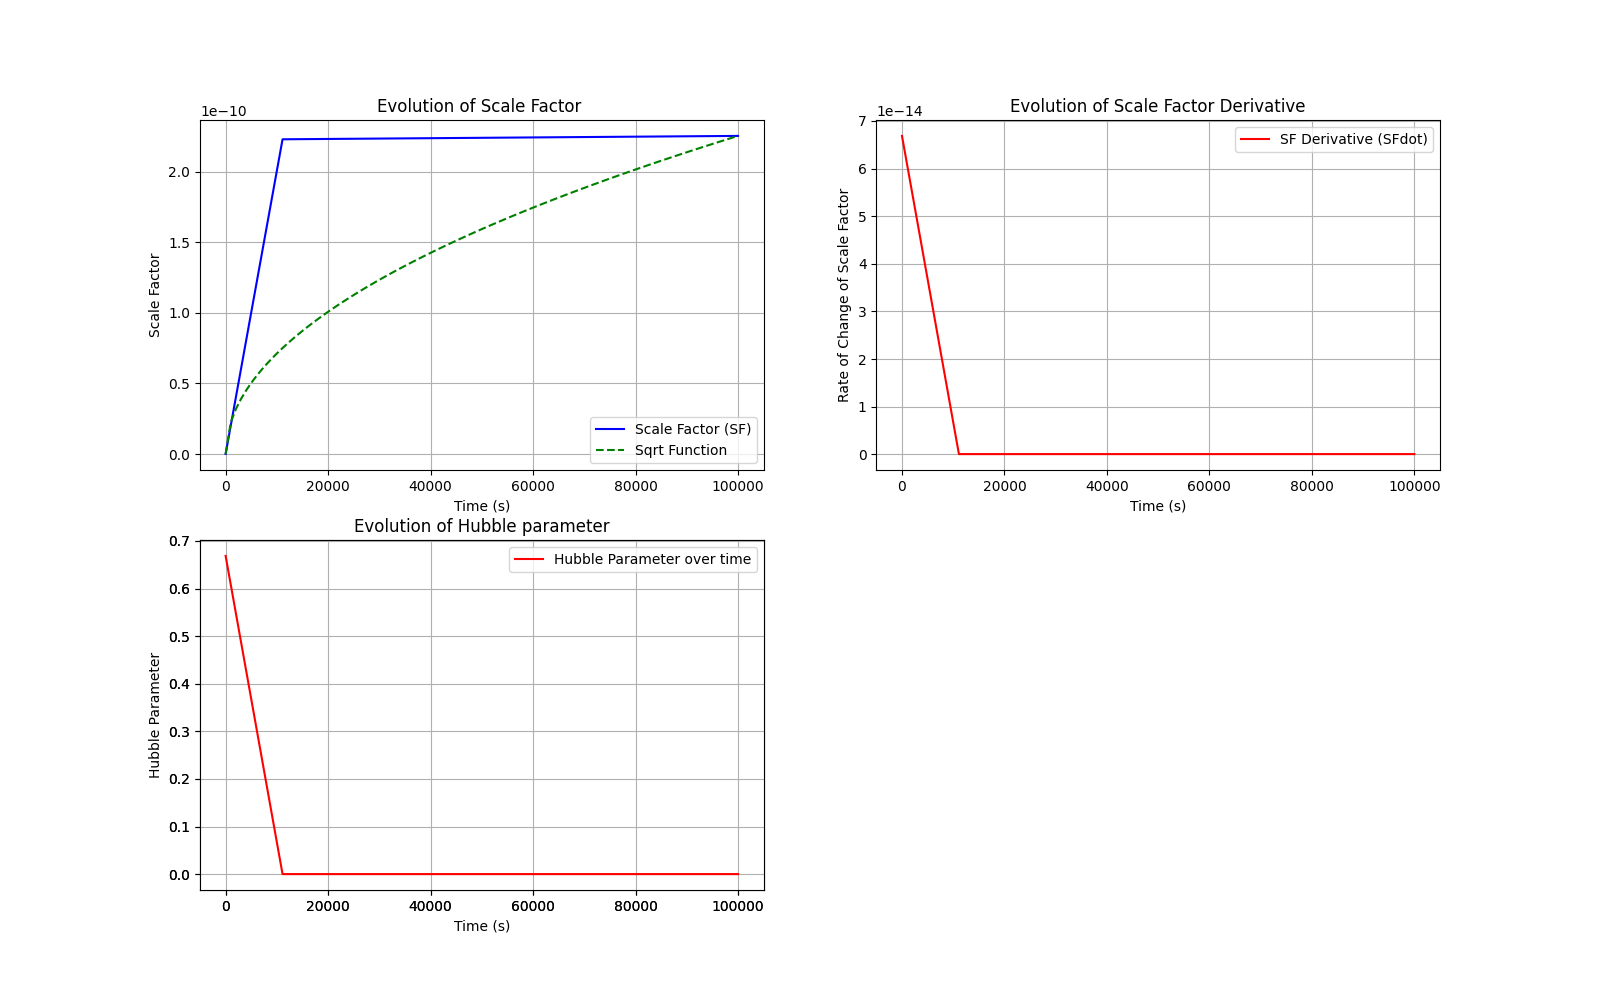 Evolution of Scale Factor
1e−10
2.0
1.5
1.0
0.5
0.0
Scale Factor
Scale Factor (SF)
Sqrt Function
0 20000 40000 60000 80000 100000
Time (s)
Evolution of Scale Factor Derivative
1e−14
7
6
5
4
3
2
1
0
Rate of Change of Scale Factor
SF Derivative (SFdot)
0 20000 40000 60000 80000 100000
Time (s)
Evolution of Hubble parameter
0.7
0.6
0.5
0.4
0.3
0.2
0.1
0.0
Hubble Parameter
Hubble Parameter over time
0 20000 40000 60000 80000 100000
Time (s)